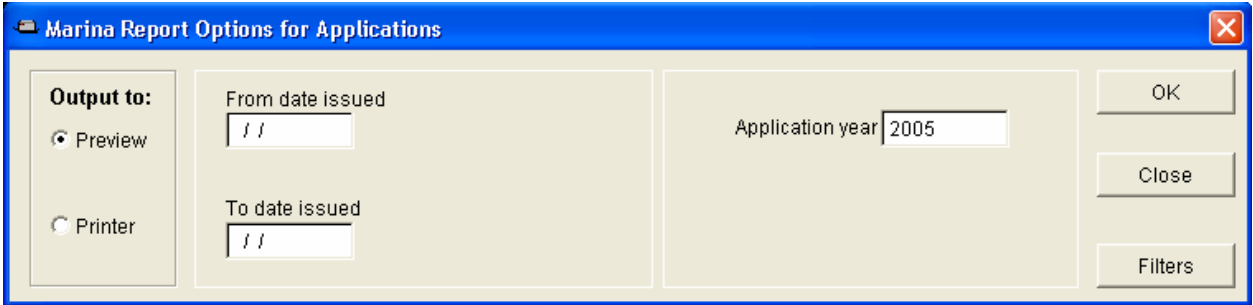 Marina Report Options for Applications
Output to:
Preview
Printer
From date issued
/ /
To date issued
/ /
Application year 2005
OK
Close
Filters